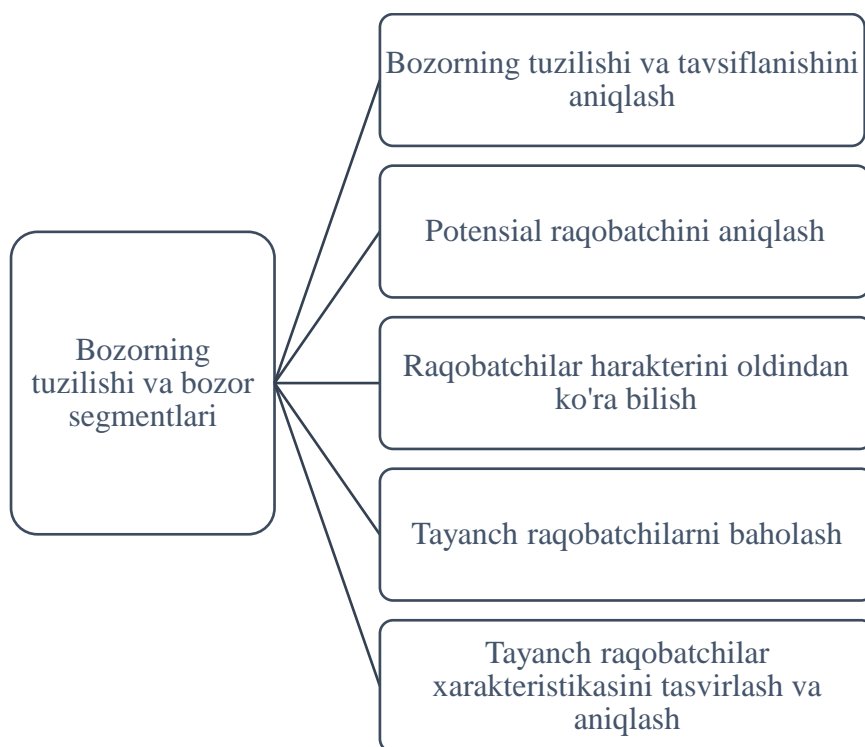 Bozorning
tuzilishi va bozor
segmentlari
Bozorning tuzilishi va tavsiflanishini
aniqlash
Potensial raqobatchini aniqlash
Raqobatchilar harakterini oldindan
ko'ra bilish
Tayanch raqobatchilarni baholash
Tayanch raqobatchilar
xarakteristikasini tasvirlash va
aniqlash